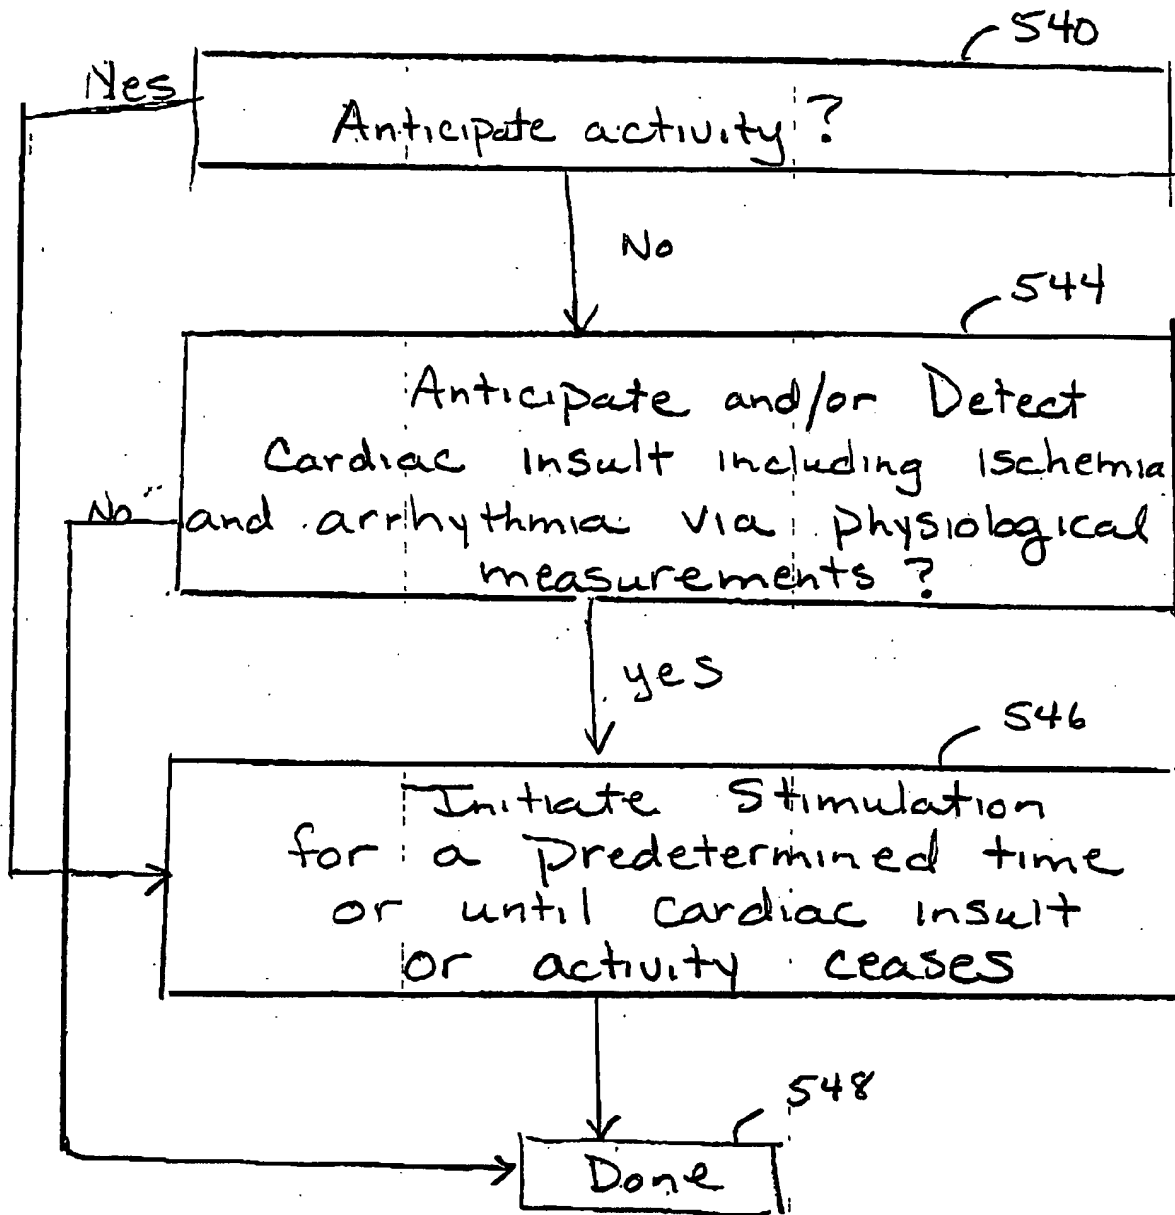 540
Yes
Anticipate activity?
No
544
Anticipate and/or Detect
Cardiac insult including ischemia
No
and arrhythmia via physiological
measurements?
yes
546
Initiate Stimulation
for a predetermined time
or until cardiac insult
or activity ceases
548
Done